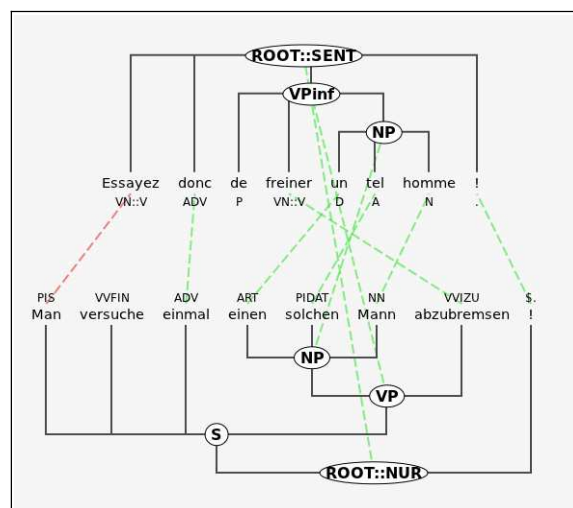 ROOT::SENT
VPinf
NP
Essayez donc de freiner un tel homme !
VN::V ADV P VN::V D A N .
PIS VVFIN ADV ART PIDAT NN VVIZU $.
Man versuche einmal einen solchen Mann abzubremsen !
NP
VP
S
ROOT::NUR